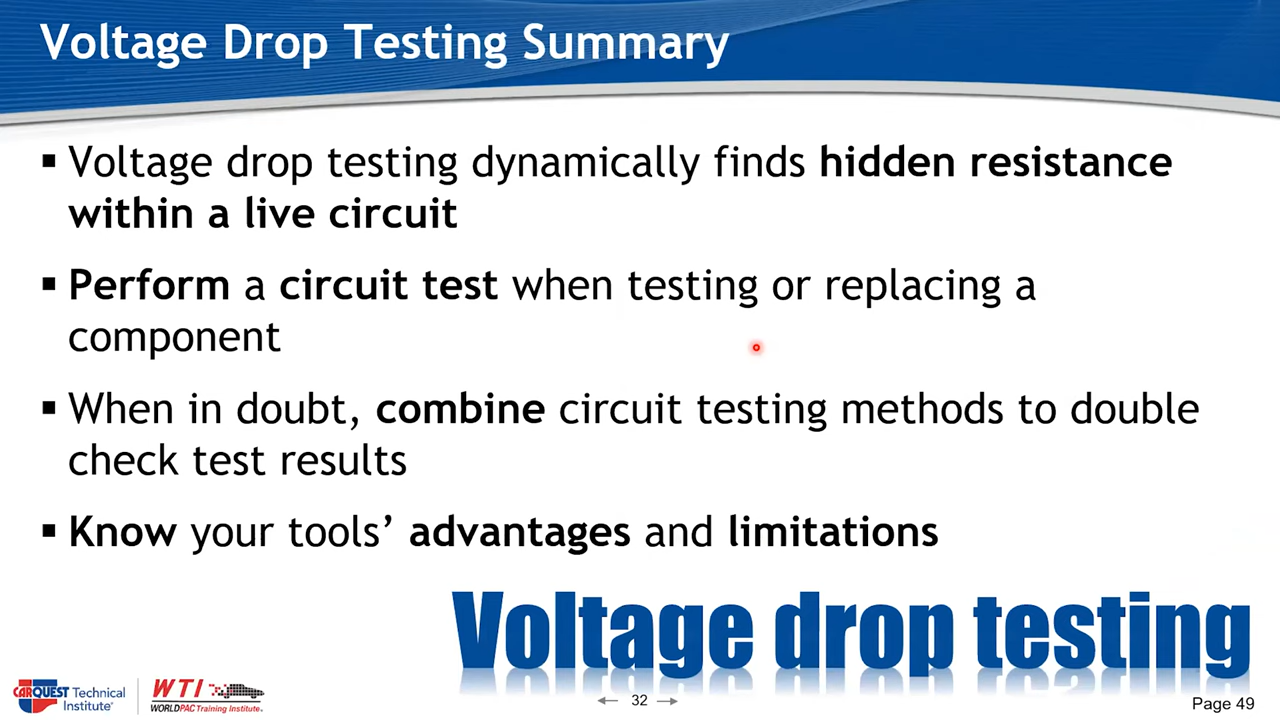 Voltage Drop Testing Summary
▪ Voltage drop testing dynamically finds hidden resistance
within a live circuit
▪ Perform a circuit test when testing or replacing a
component
▪ When in doubt, combine circuit testing methods to double
check test results
▪ Know your tools’ advantages and limitations
Voltage drop testing
CARQUEST Technical
Institute
WTI
WORLDPAC Training Institute
32
Page 49